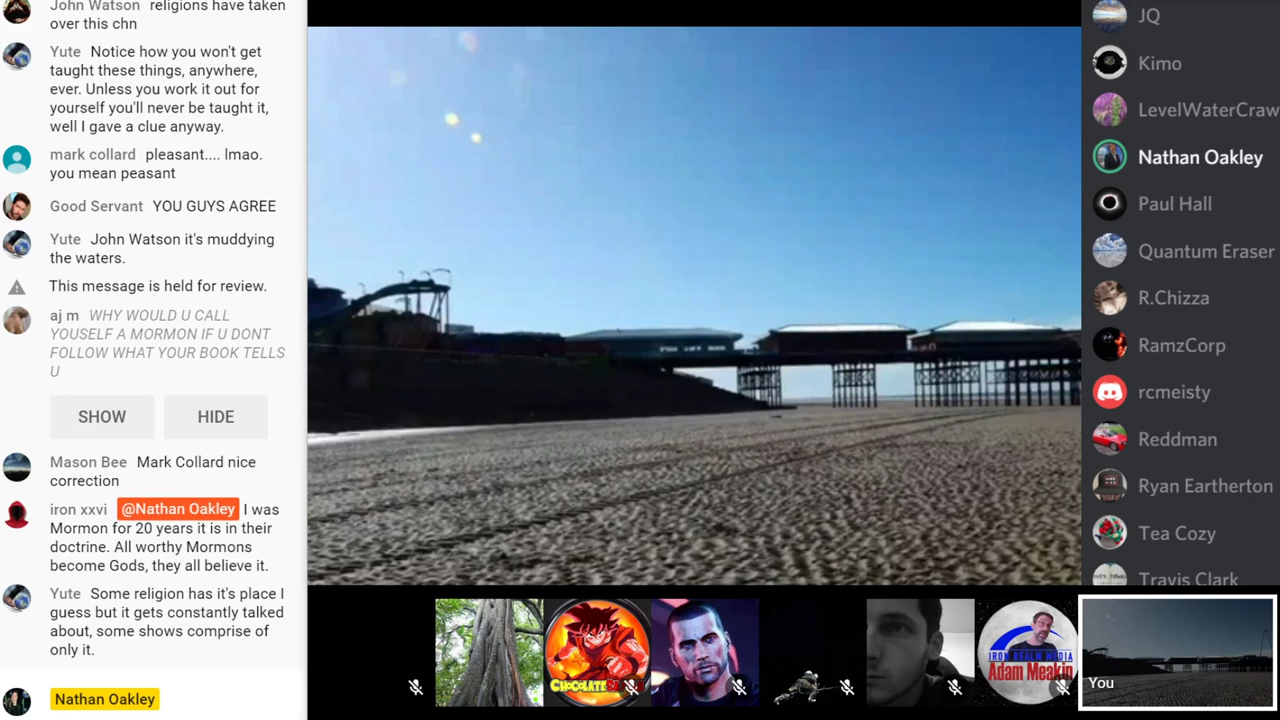 John Watson religions have taken
over this chn
Yute Notice how you won't get
taught these things, anywhere,
ever. Unless you work it out for
yourself you'll never be taught it,
well I gave a clue anyway.
mark collard pleasant.... lmao.
you mean peasant
Good Servant YOU GUYS AGREE
Yute John Watson it's muddying
the waters.
This message is held for review.
aj m WHY WOULD U CALL
YOUSELF A MORMON IF U DONT
FOLLOW WHAT YOUR BOOK TELLS
U
SHOW HIDE
Mason Bee Mark Collard nice
correction
iron xxvi @Nathan Oakley I was
Mormon for 20 years it is in their
doctrine. All worthy Mormons
become Gods, they all believe it.
Yute Some religion has it's place I
guess but it gets constantly talked
about, some shows comprise of
only it.
Nathan Oakley
JQ
Kimo
LevelWaterCraw
Nathan Oakley
Paul Hall
Quantum Eraser
R.Chizza
RamzCorp
rcmeisty
Reddman
Ryan Eartherton
Tea Cozy
Travis Clark
IRON REALM MEDIA
Adam Meakin
You